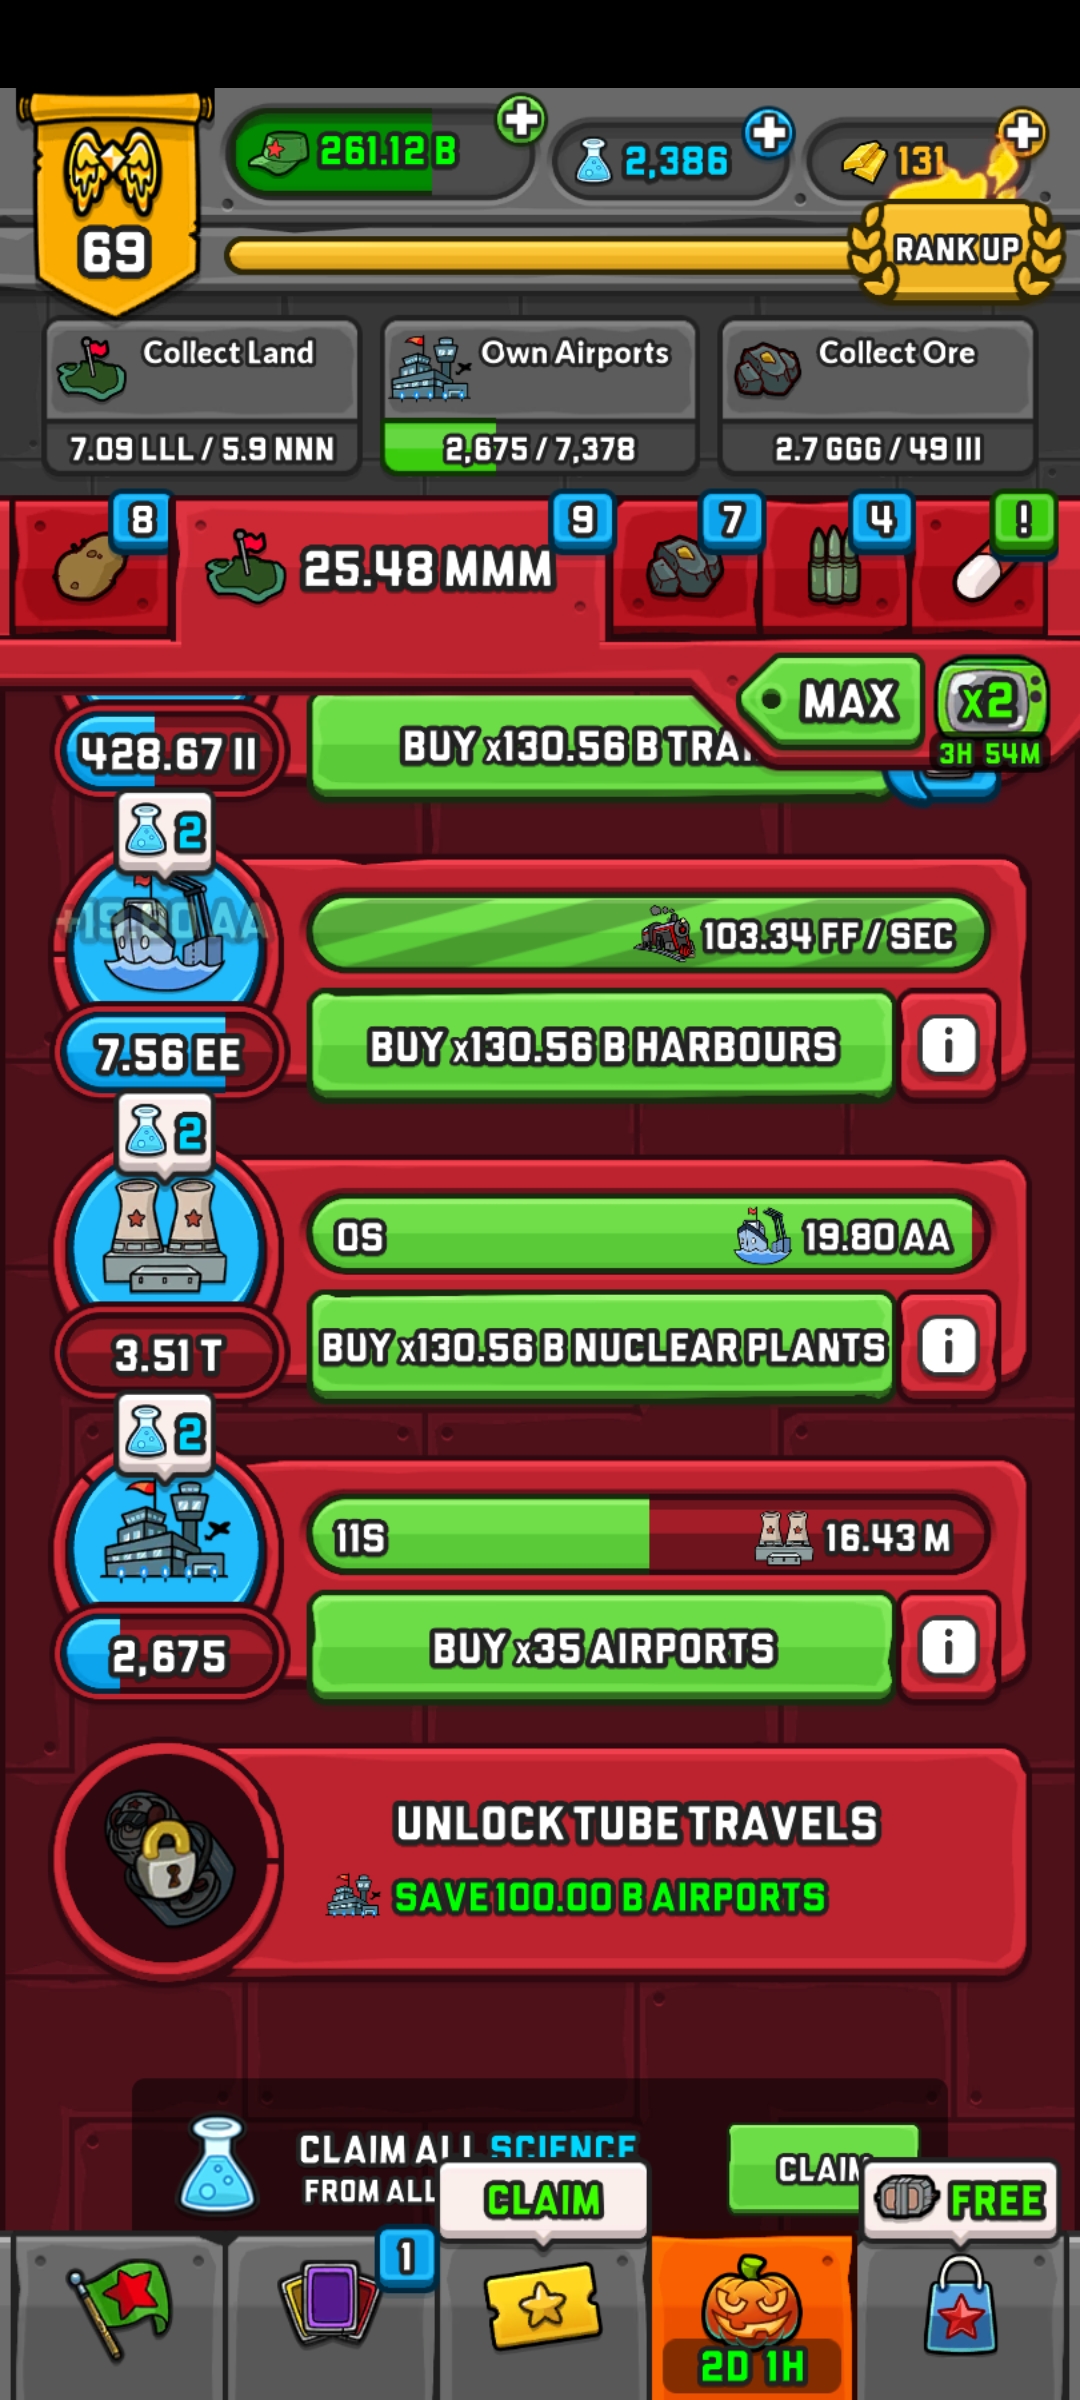 261.12 B
2,386
131
69
RANK UP
Collect Land
Own Airports
Collect Ore
7.09 LLL / 5.9 NNN
2,675 / 7,378
2.7 GGG / 49 III
8
25.48 MMM
9
7
4
!
MAX
x2
3H 54M
428.67 II
BUY x130.56 B
2
+19.80 AA
103.34 FF / SEC
7.56 EE
BUY x130.56 B HARBOURS
i
2
0S
19.80 AA
3.51 T
BUY x130.56 B NUCLEAR PLANTS
i
2
11S
16.43 M
2,675
BUY x35 AIRPORTS
i
UNLOCK TUBE TRAVELS
SAVE 100.00 B AIRPORTS
CLAIM ALL SCIENCE
FROM ALL
CLAIM
CLAIM
FREE
1
2D 1H